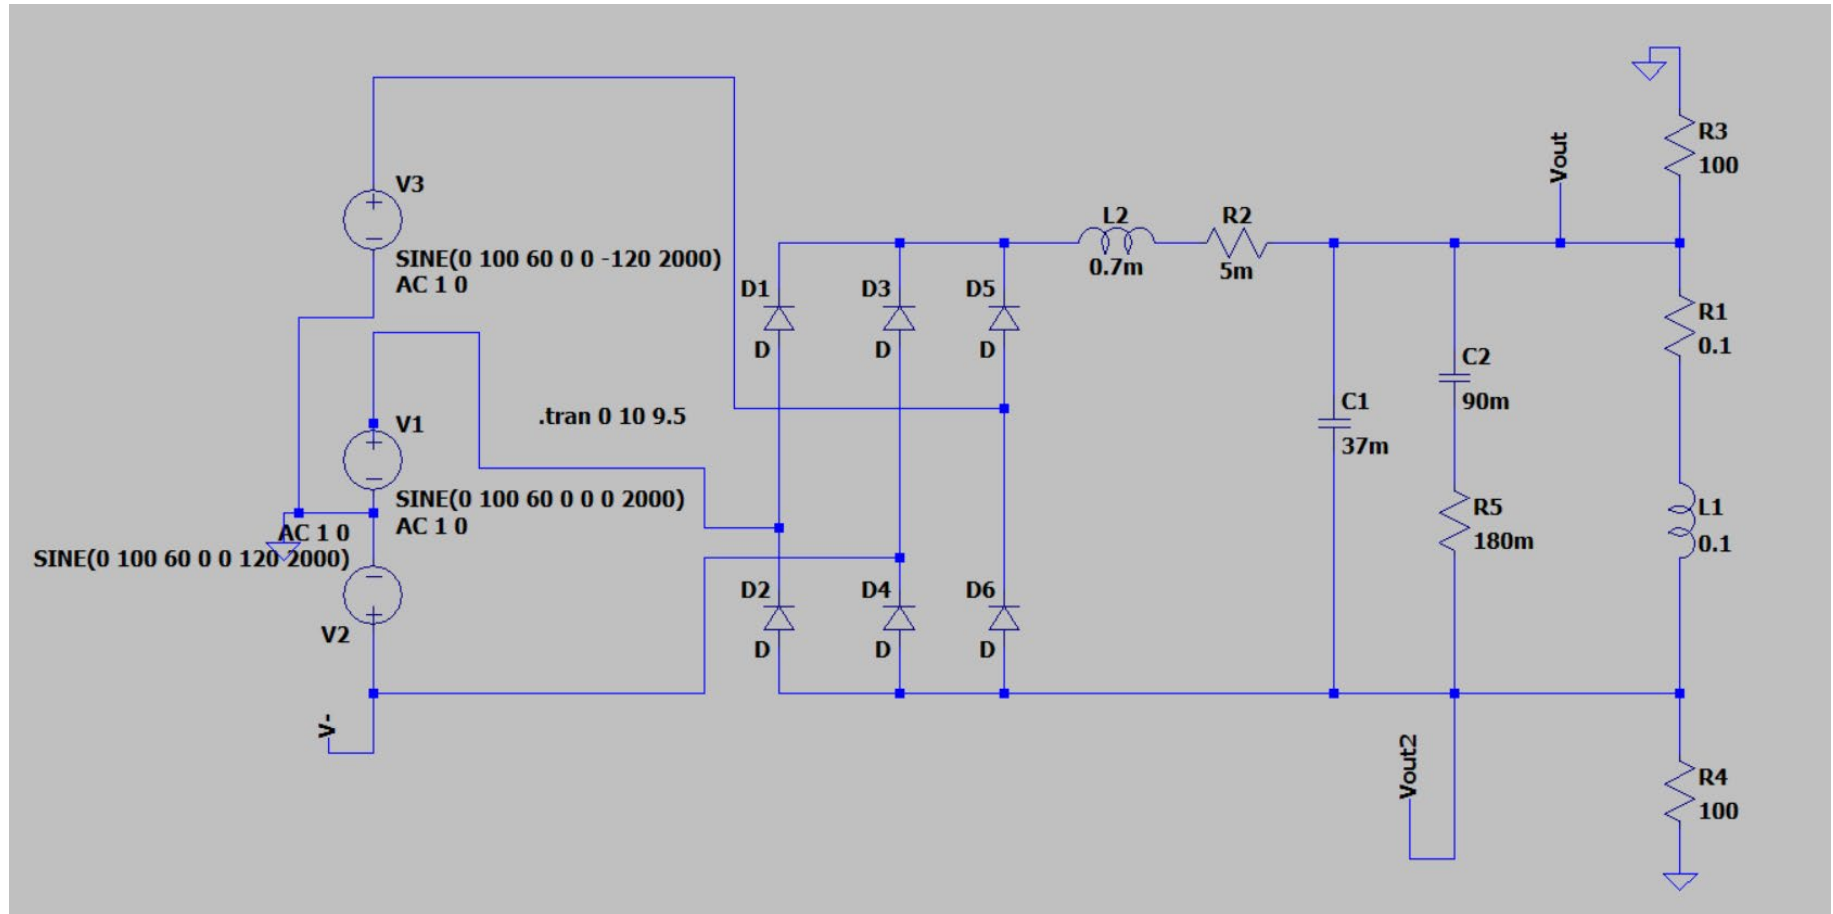 V3
SINE(0 100 60 0 0 -120 2000)
AC 1 0
V1
SINE(0 100 60 0 0 0 2000)
AC 1 0
AC 1 0
SINE(0 100 60 0 0 120 2000)
V2
V-
.tran 0 10 9.5
D1
D
D3
D
D5
D
D2
D
D4
D
D6
D
L2
0.7m
R2
5m
C1
37m
C2
90m
R5
180m
Vout
Vout2
R3
100
R1
0.1
L1
0.1
R4
100